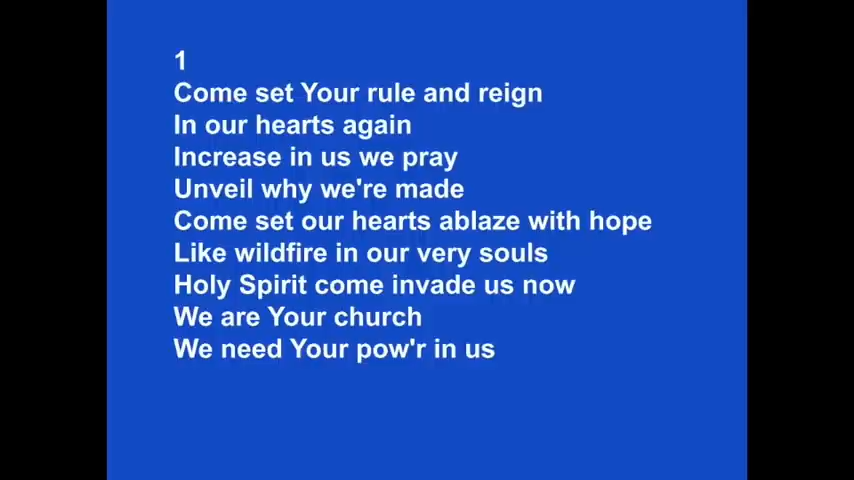 1
Come set Your rule and reign
In our hearts again
Increase in us we pray
Unveil why we're made
Come set our hearts ablaze with hope
Like wildfire in our very souls
Holy Spirit come invade us now
We are Your church
We need Your pow'r in us